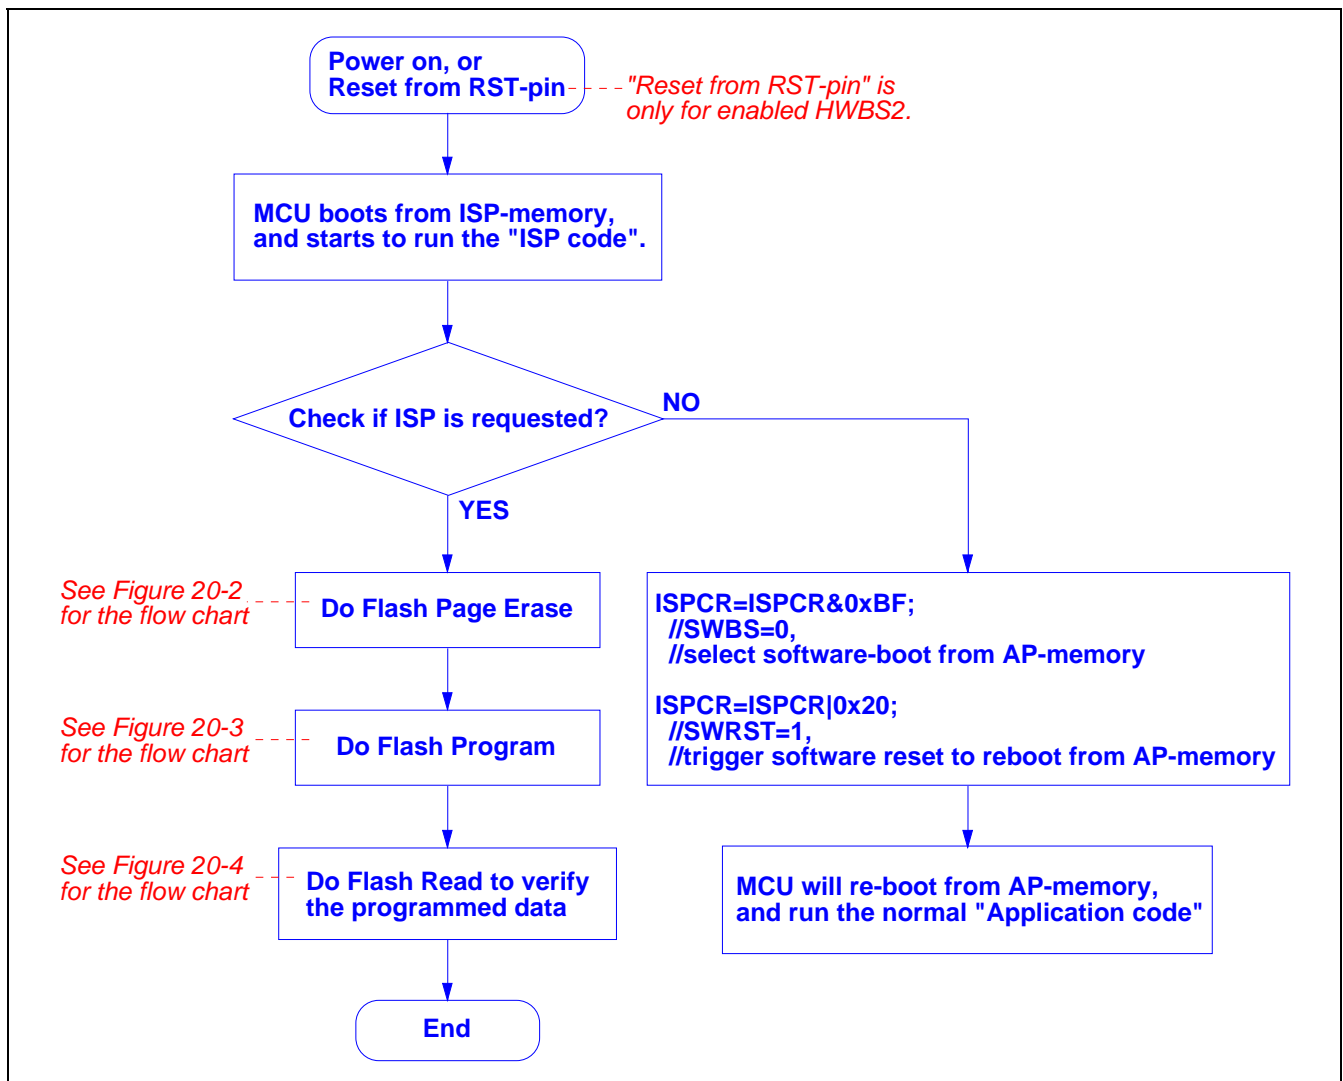 Power on, or
Reset from RST-pin
"Reset from RST-pin" is
only for enabled HWBS2.
MCU boots from ISP-memory,
and starts to run the "ISP code".
Check if ISP is requested?
NO
YES
See Figure 20-2
for the flow chart
Do Flash Page Erase
See Figure 20-3
for the flow chart
Do Flash Program
See Figure 20-4
for the flow chart
Do Flash Read to verify
the programmed data
End
ISPCR=ISPCR&0xBF;
//SWBS=0,
//select software-boot from AP-memory
ISPCR=ISPCR|0x20;
//SWRST=1,
//trigger software reset to reboot from AP-memory
MCU will re-boot from AP-memory,
and run the normal "Application code"